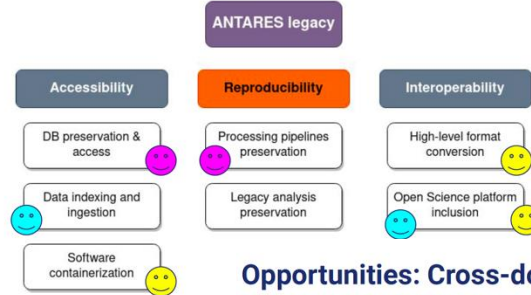 ANTARES legacy
Accessibility
Reproducibility
Interoperability
DB preservation &
access
Processing pipelines
preservation
High-level format
conversion
Data indexing and
ingestion
Legacy analysis
preservation
Open Science platform
inclusion
Software
containerization
Opportunities: Cross-do